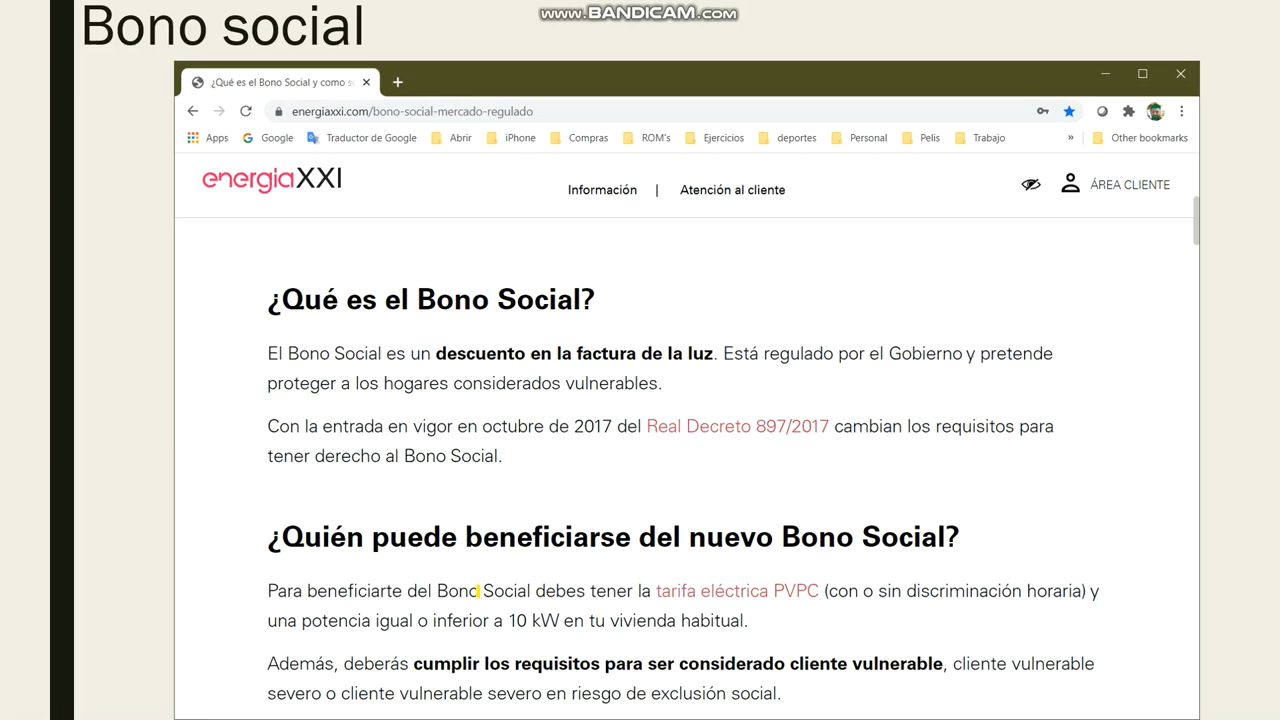 Bono social
www.BANDICAM.com
¿Qué es el Bono Social y como s
energiaxxi.com/bono-social-mercado-regulado
Apps Google Traductor de Google Abrir iPhone Compras ROM's Ejercicios deportes Personal Pelis Trabajo » Other bookmarks
energiaXXI Información | Atención al cliente ÁREA CLIENTE
¿Qué es el Bono Social?
El Bono Social es un descuento en la factura de la luz. Está regulado por el Gobierno y pretende
proteger a los hogares considerados vulnerables.
Con la entrada en vigor en octubre de 2017 del Real Decreto 897/2017 cambian los requisitos para
tener derecho al Bono Social.
¿Quién puede beneficiarse del nuevo Bono Social?
Para beneficiarte del Bono Social debes tener la tarifa eléctrica PVPC (con o sin discriminación horaria) y
una potencia igual o inferior a 10 kW en tu vivienda habitual.
Además, deberás cumplir los requisitos para ser considerado cliente vulnerable, cliente vulnerable
severo o cliente vulnerable severo en riesgo de exclusión social.